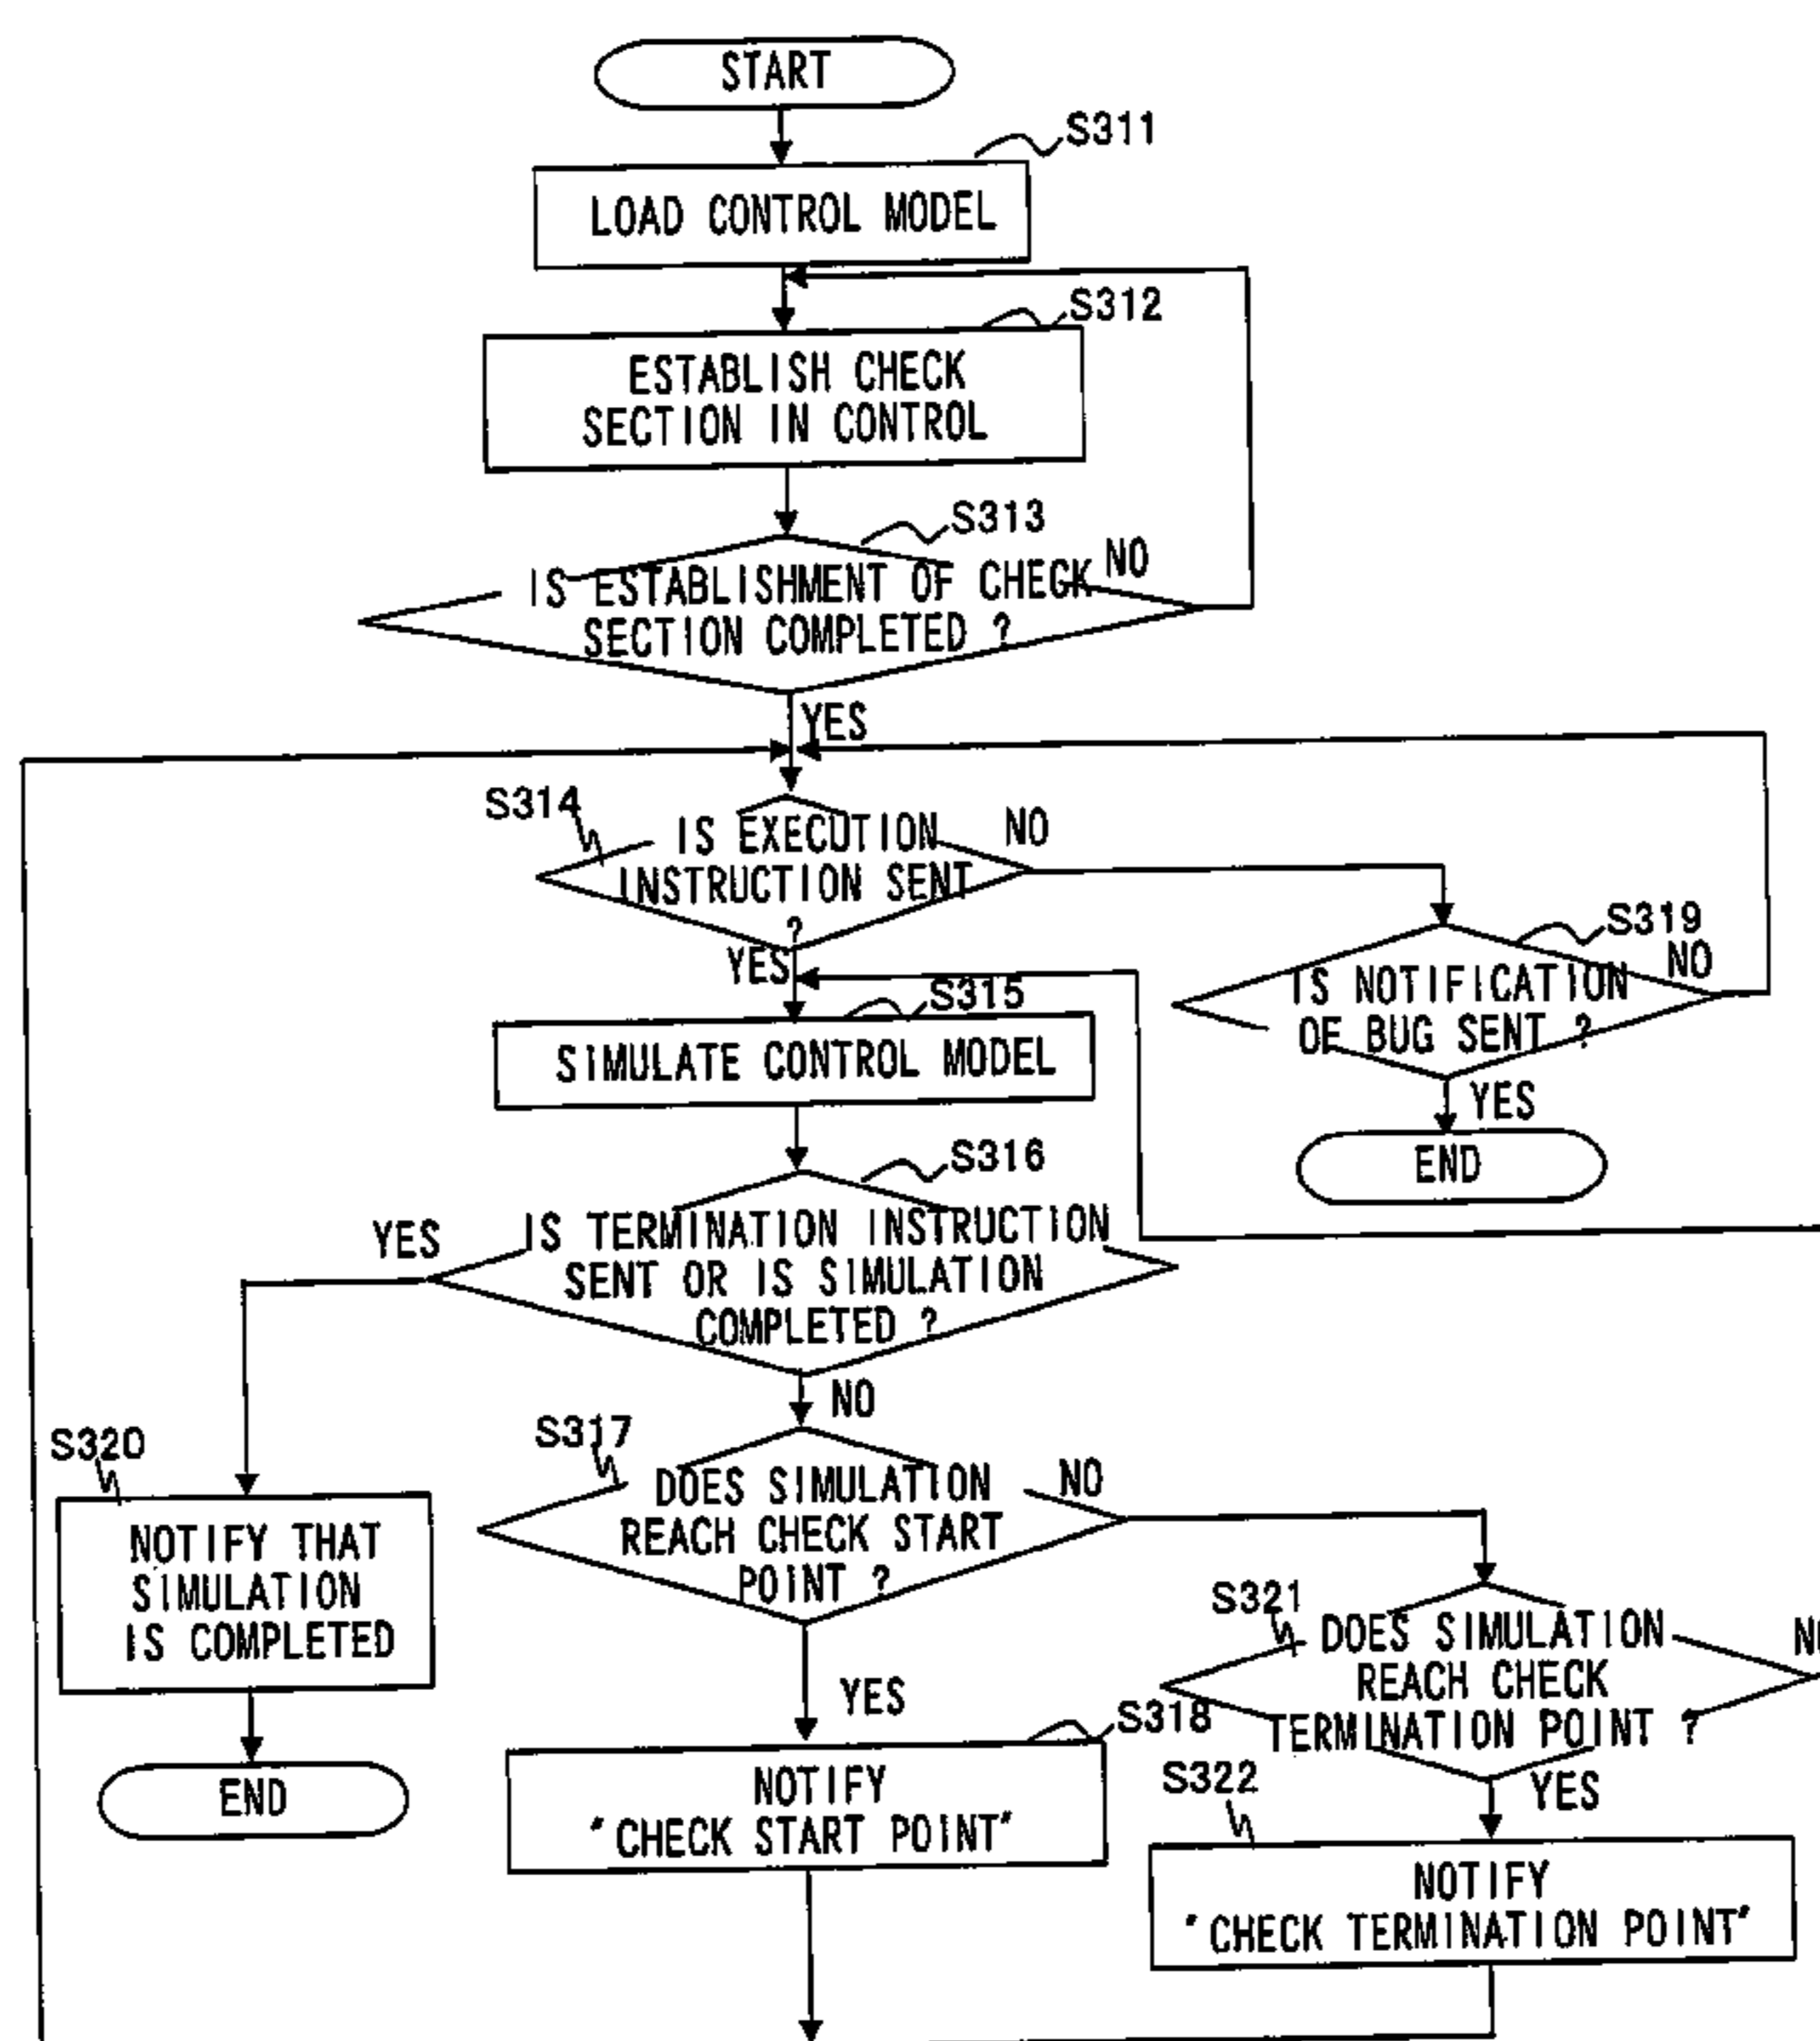 START
S311
LOAD CONTROL MODEL
S312
ESTABLISH CHECK
SECTION IN CONTROL
S313
IS ESTABLISHMENT OF CHECK
SECTION COMPLETED ?
NO
YES
S314
IS EXECUTION
INSTRUCTION SENT
?
NO
YES
S319
IS NOTIFICATION
OF BUG SENT ?
NO
YES
END
S315
SIMULATE CONTROL MODEL
S316
IS TERMINATION INSTRUCTION
SENT OR IS SIMULATION
COMPLETED ?
YES
NO
S320
NOTIFY THAT
SIMULATION
IS COMPLETED
END
S317
DOES SIMULATION
REACH CHECK START
POINT ?
NO
YES
S318
NOTIFY
"CHECK START POINT"
S321
DOES SIMULATION
REACH CHECK
TERMINATION POINT ?
NO
YES
S322
NOTIFY
"CHECK TERMINATION POINT"